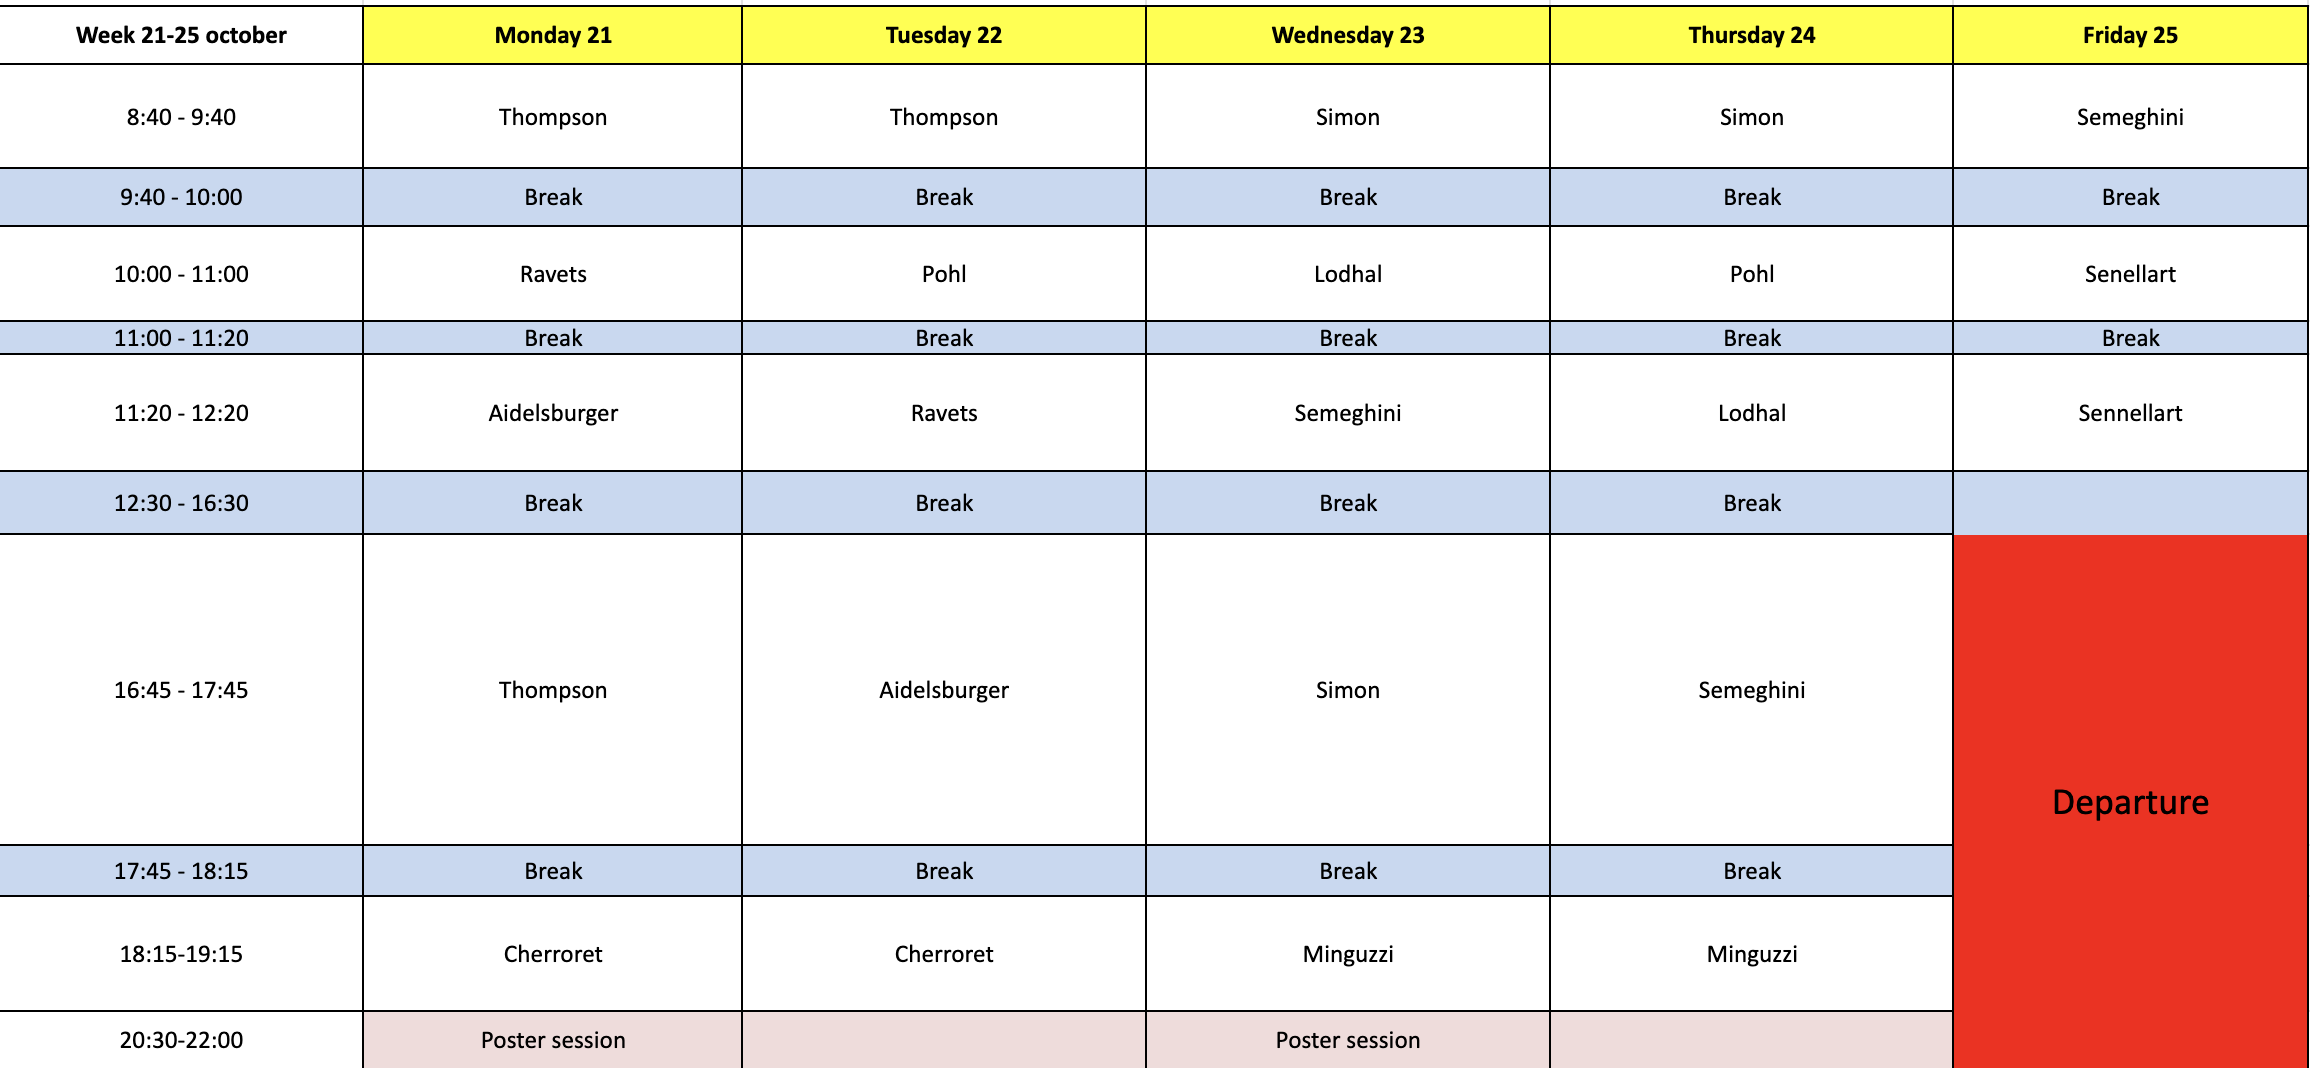 Week 21-25 october Monday 21 Tuesday 22 Wednesday 23 Thursday 24 Friday 25
8:40 - 9:40 Thompson Thompson Simon Simon Semeghini
9:40 - 10:00 Break Break Break Break Break
10:00 - 11:00 Ravets Pohl Lodhal Pohl Senellart
11:00 - 11:20 Break Break Break Break Break
11:20 - 12:20 Aidelsburger Ravets Semeghini Lodhal Sennellart
12:30 - 16:30 Break Break Break Break
16:45 - 17:45 Thompson Aidelsburger Simon Semeghini
Departure
17:45 - 18:15 Break Break Break Break
18:15-19:15 Cherroret Cherroret Minguzzi Minguzzi
20:30-22:00 Poster session Poster session